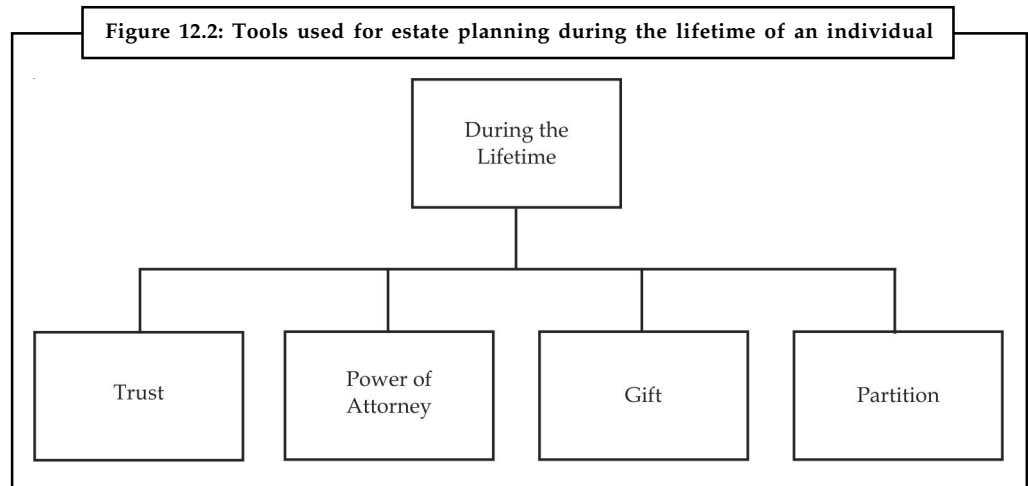 Figure 12.2: Tools used for estate planning during the lifetime of an individual
During the
Lifetime
Trust
Power of
Attorney
Gift
Partition